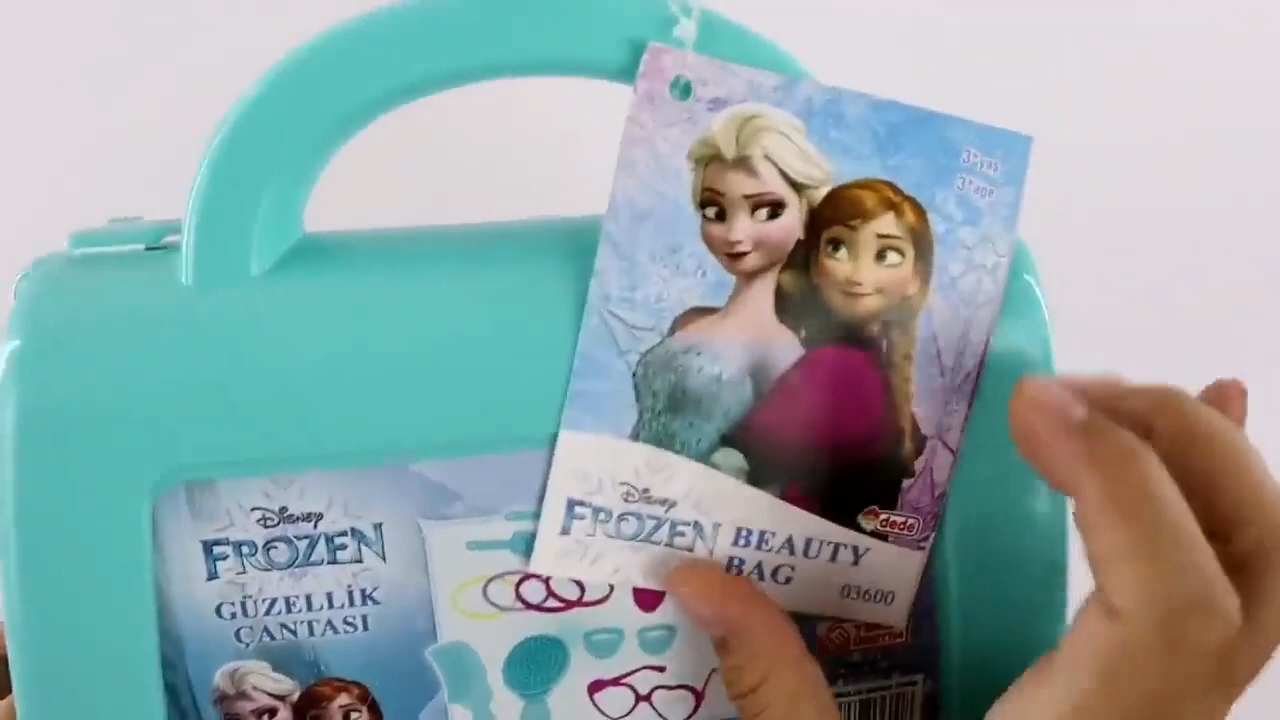 3+yaş
3+age
Disney
FROZEN
BEAUTY
BAG
03600
dede
Disney
FROZEN
GÜZELLİK
ÇANTASI